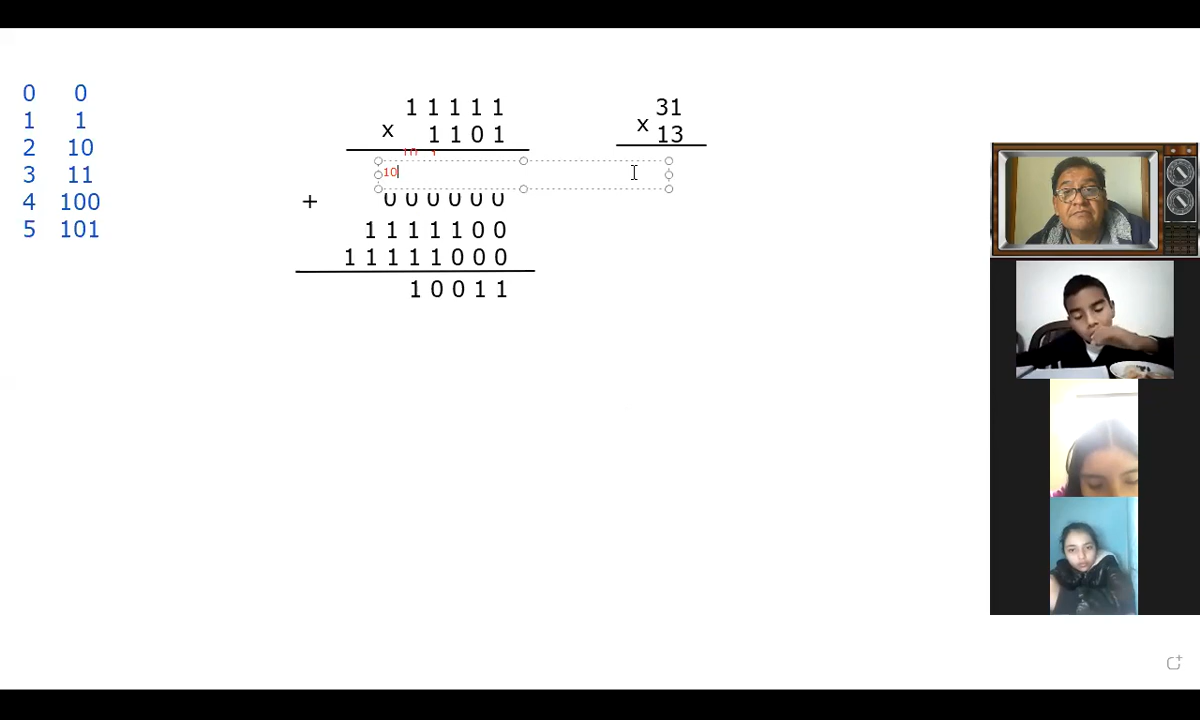 0 0
1 1
2 10
3 11
4 100
5 101
1 1 1 1 1
x 1 1 0 1
10 1
10
+ 0 0 0 0 0 0
1 1 1 1 1 0 0
1 1 1 1 1 0 0 0
1 0 0 1 1
31
x 13